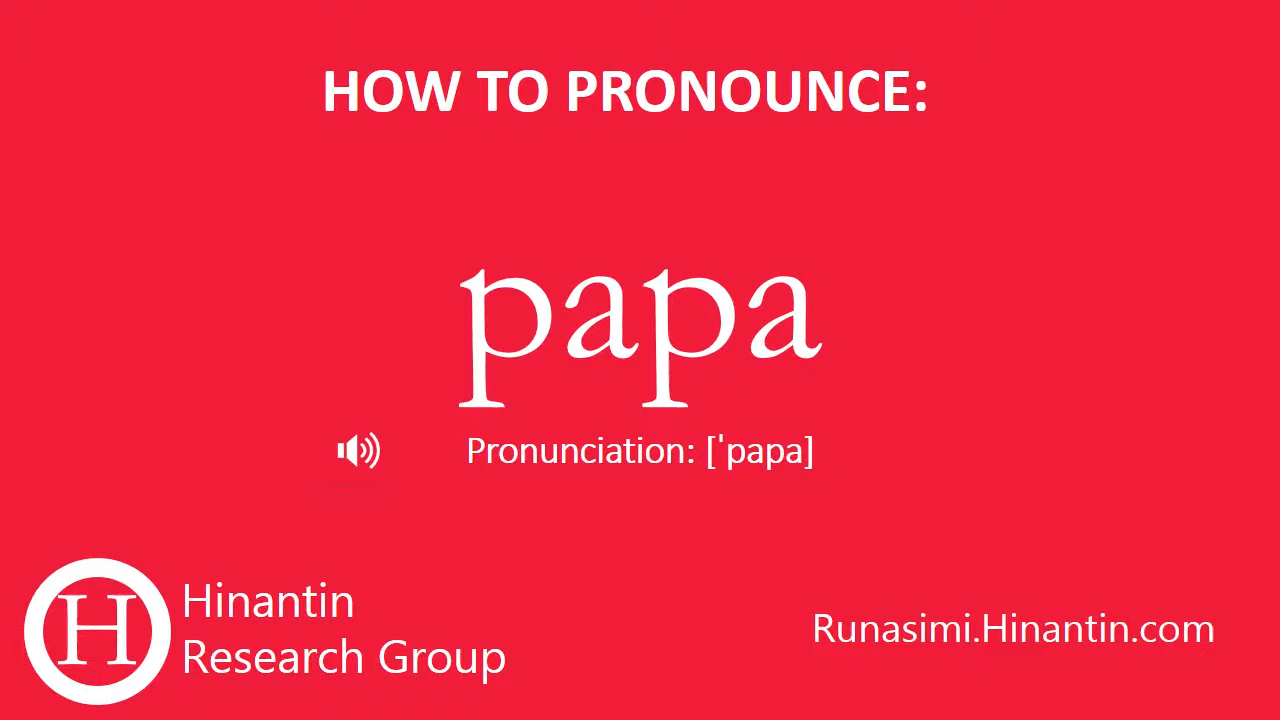 HOW TO PRONOUNCE:
papa
Pronunciation: [ˈpapa]
H
Hinantin
Research Group
Runasimi.Hinantin.com